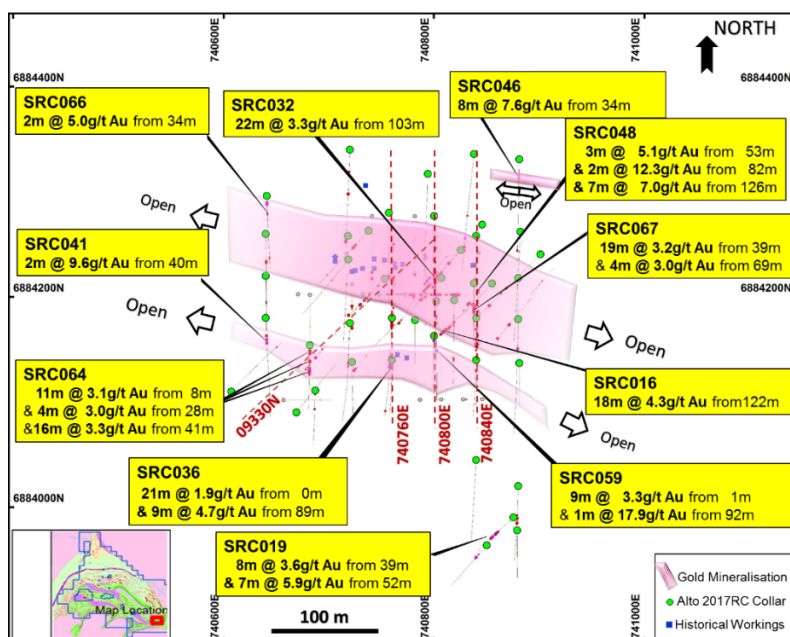 740600E
740800E
741000E
NORTH
6884400N
6884400N
SRC066
2m @ 5.0g/t Au from 34m
SRC032
22m @ 3.3g/t Au from 103m
SRC046
8m @ 7.6g/t Au from 34m
SRC048
3m @ 5.1g/t Au from 53m
& 2m @ 12.3g/t Au from 82m
& 7m @ 7.0g/t Au from 126m
Open
Open
SRC041
2m @ 9.6g/t Au from 40m
SRC067
19m @ 3.2g/t Au from 39m
& 4m @ 3.0g/t Au from 69m
6884200N
6884200N
Open
Open
SRC064
11m @ 3.1g/t Au from 8m
& 4m @ 3.0g/t Au from 28m
&16m @ 3.3g/t Au from 41m
SRC016
18m @ 4.3g/t Au from122m
09330N
740760E
740800E
740840E
Open
SRC036
21m @ 1.9g/t Au from 0m
& 9m @ 4.7g/t Au from 89m
SRC059
9m @ 3.3g/t Au from 1m
& 1m @ 17.9g/t Au from 92m
6884000N
SRC019
8m @ 3.6g/t Au from 39m
& 7m @ 5.9g/t Au from 52m
Map Location
740600E
740800E
741000E
100 m
Gold Mineralisation
Alto 2017RC Collar
Historical Workings